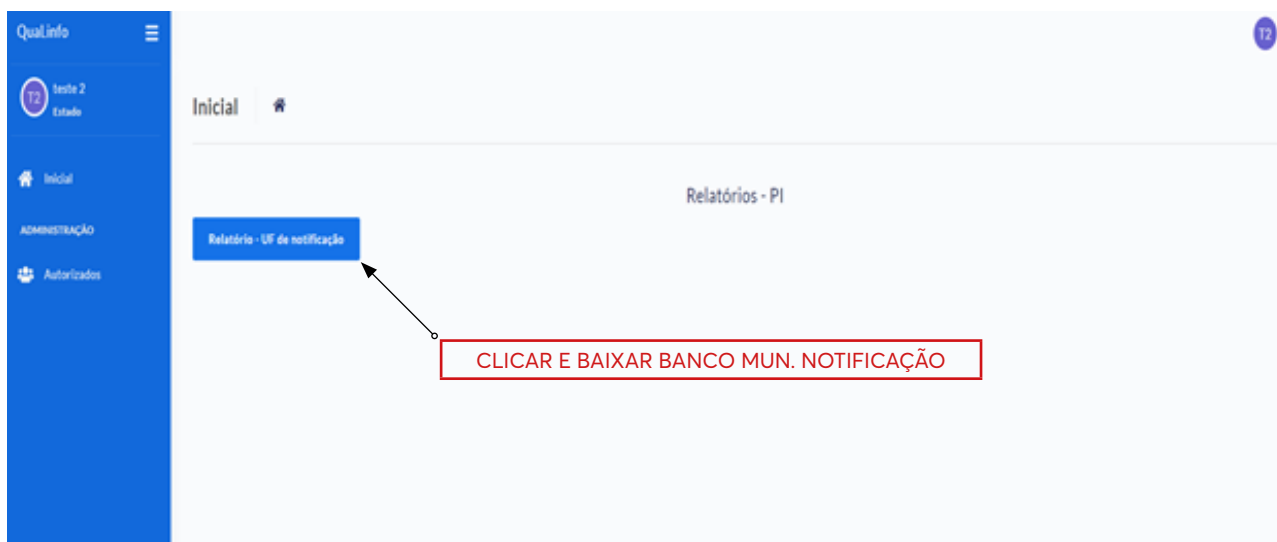 QuaLinfo
T2
T2
teste 2
Estado
Inicial
Inicial
ADMINISTRAÇÃO
Autorizados
Relatórios - PI
Relatório - UF de notificação
CLICAR E BAIXAR BANCO MUN. NOTIFICAÇÃO